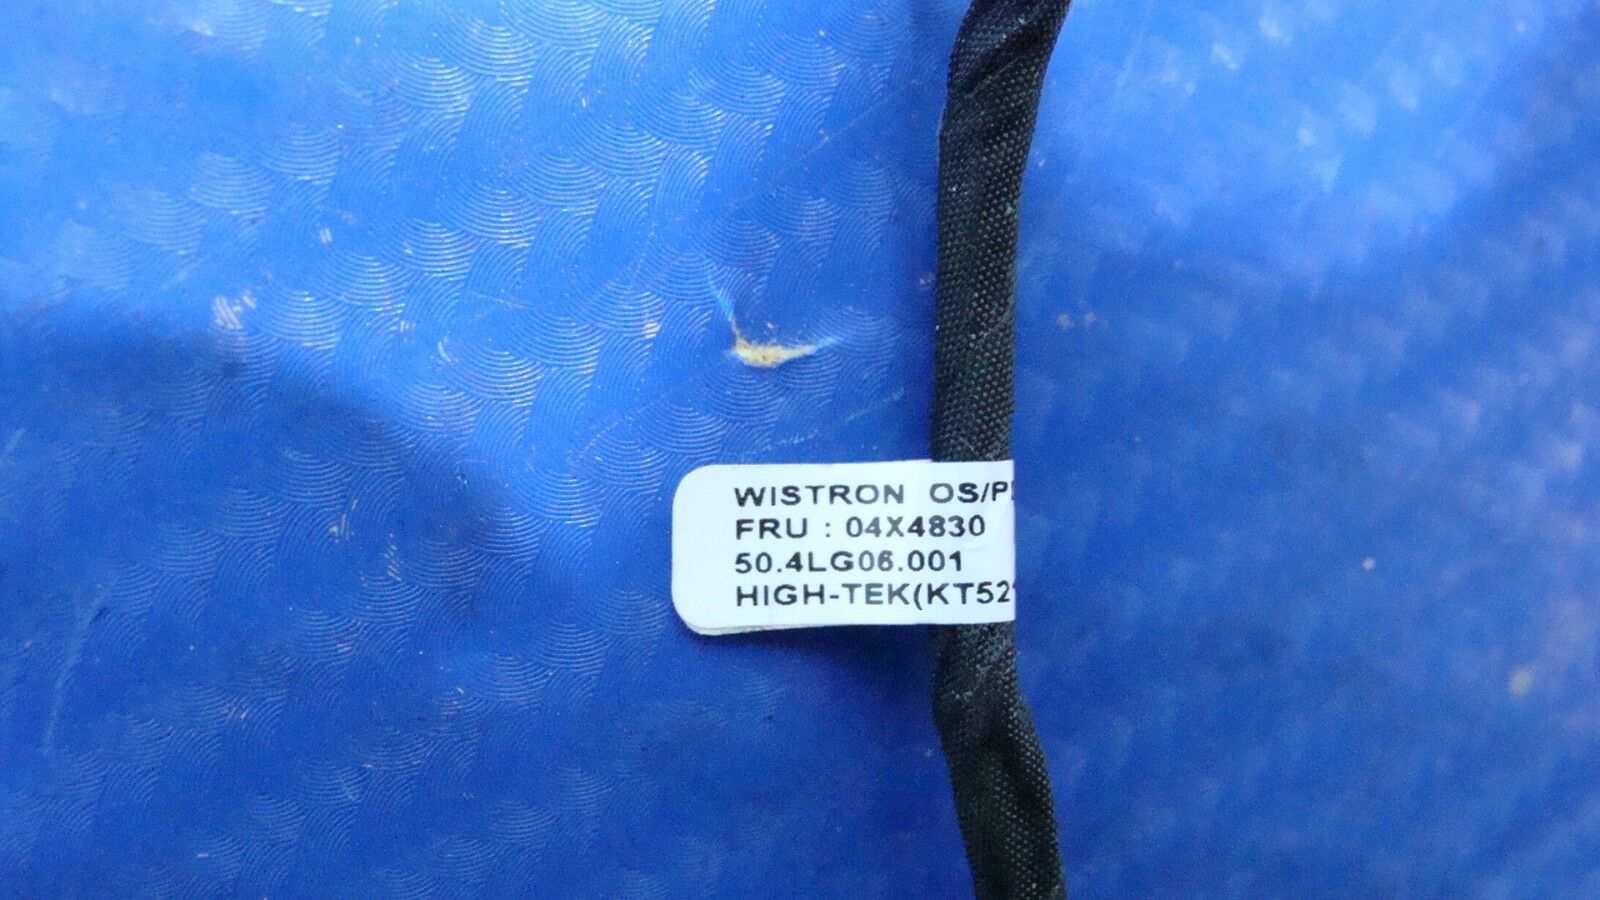 WISTRON OS/P
FRU : 04X4830
50.4LG06.001
HIGH-TEK(KT52